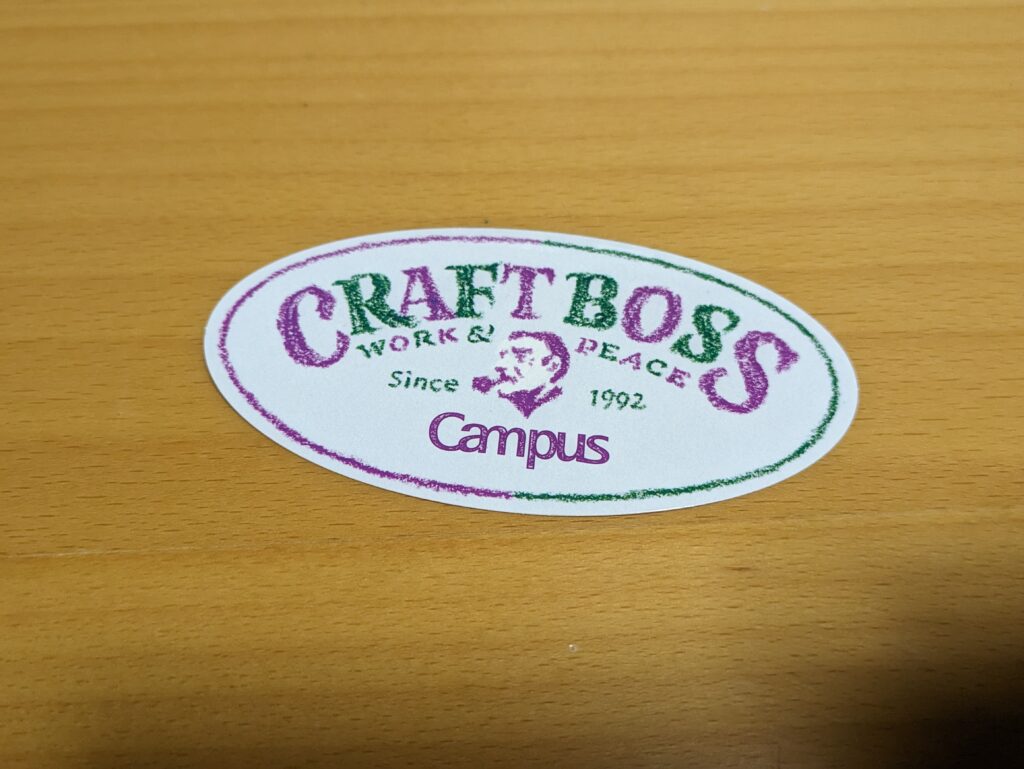 CRAFT BOSS
WORK & PEACE
Since 1992
Campus